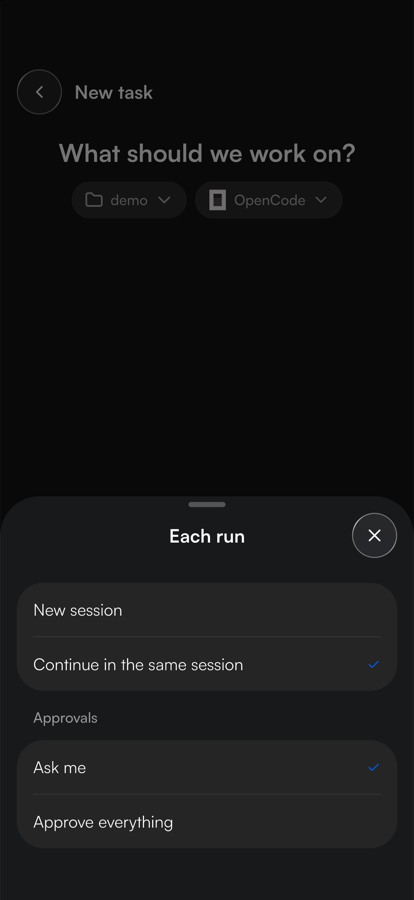 New task
What should we work on?
demo
OpenCode
Each run
New session
Continue in the same session
Approvals
Ask me
Approve everything